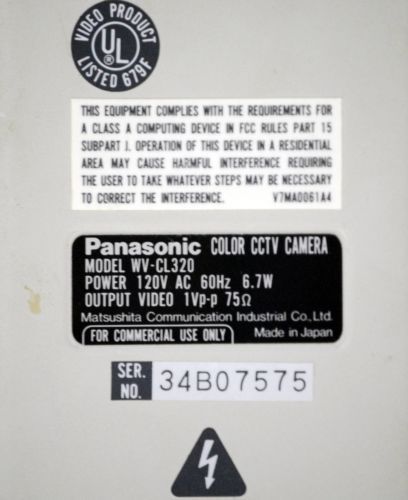 VIDEO PRODUCT
UL
LISTED 679F
THIS EQUIPMENT COMPLIES WITH THE REQUIREMENTS FOR
A CLASS A COMPUTING DEVICE IN FCC RULES PART 15
SUBPART J. OPERATION OF THIS DEVICE IN A RESIDENTIAL
AREA MAY CAUSE HARMFUL INTERFERENCE REQUIRING
THE USER TO TAKE WHATEVER STEPS MAY BE NECESSARY
TO CORRECT THE INTERFERENCE. V7MA0061A4
Panasonic COLOR CCTV CAMERA
MODEL WV-CL320
POWER 120V AC 60Hz 6.7W
OUTPUT VIDEO 1Vp-p 75Ω
Matsushita Communication Industrial Co., Ltd.
FOR COMMERCIAL USE ONLY Made in Japan
SER. NO. 34B07575